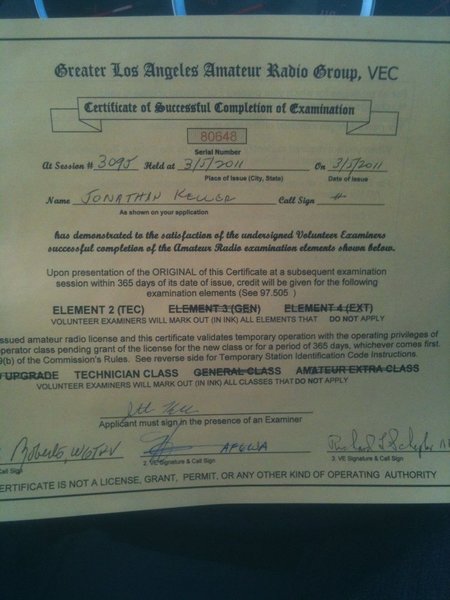 Greater Los Angeles Amateur Radio Group, VEC
Certificate of Successful Completion of Examination
80648
Serial Number
At Session # 3095 Held at 3/5/2011 On 3/5/2011
Place of Issue (City, State) Date of Issue
Name JONATHAN KELLER Call Sign
As shown on your application
has demonstrated to the satisfaction of the undersigned Volunteer Examiners
successful completion of the Amateur Radio examination elements shown below.
Upon presentation of the ORIGINAL of this Certificate at a subsequent examination
session within 365 days of its date of issue, credit will be given for the following
examination elements (See 97.505 )
ELEMENT 2 (TEC) ELEMENT 3 (GEN) ELEMENT 4 (EXT)
VOLUNTEER EXAMINERS WILL MARK OUT (IN INK) ALL ELEMENTS THAT DO NOT APPLY
ssued amateur radio license and this certificate validates temporary operation with the operating privileges of
operator class pending grant of the license for the new class or for a period of 365 days, whichever comes first.
9(b) of the Commission's Rules. See reverse side for Temporary Station Identification Code Instructions.
UPGRADE TECHNICIAN CLASS GENERAL CLASS AMATEUR EXTRA CLASS
VOLUNTEER EXAMINERS WILL MARK OUT (IN INK) ALL CLASSES THAT DO NOT APPLY
Applicant must sign in the presence of an Examiner
Roberts,
Call Sign 2. VE Signature & Call Sign 3. VE Signature & Call Sign
CERTIFICATE IS NOT A LICENSE, GRANT, PERMIT, OR ANY OTHER KIND OF OPERATING AUTHORITY